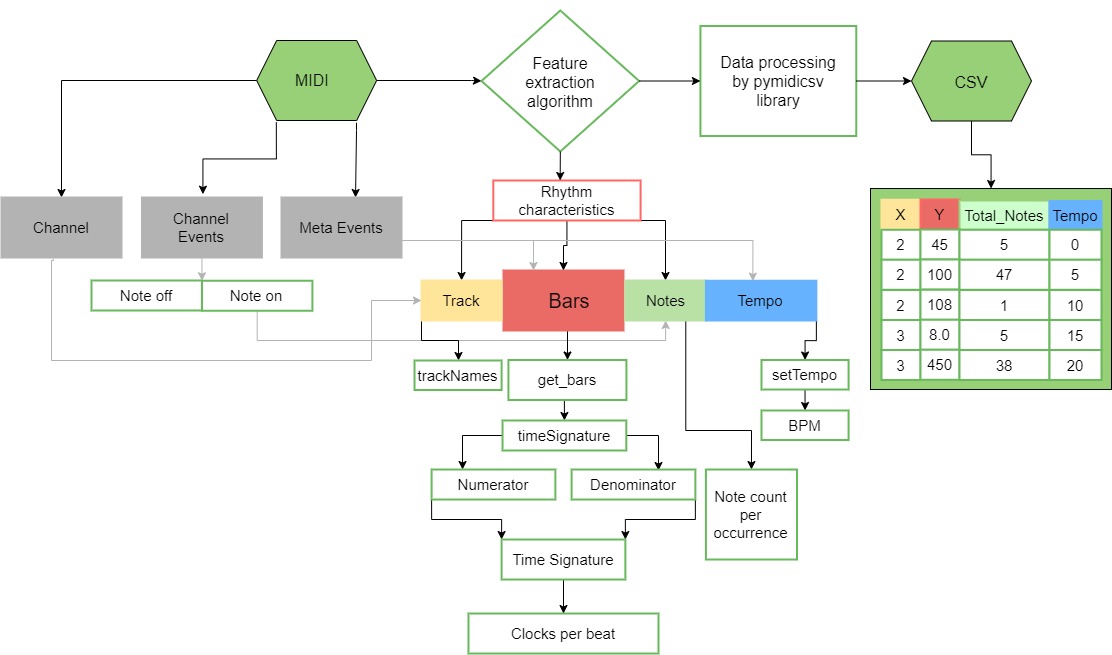 MIDI
Feature
extraction
algorithm
Data processing
by pymidicsv
library
CSV
Channel
Channel
Events
Meta Events
Rhythm
characteristics
X Y Total_Notes Tempo
2 45 5 0
2 100 47 5
2 108 1 10
3 8.0 5 15
3 450 38 20
Note off Note on
Track Bars Notes Tempo
trackNames
get_bars
setTempo
BPM
timeSignature
Numerator
Denominator
Note count
per
occurrence
Time Signature
Clocks per beat